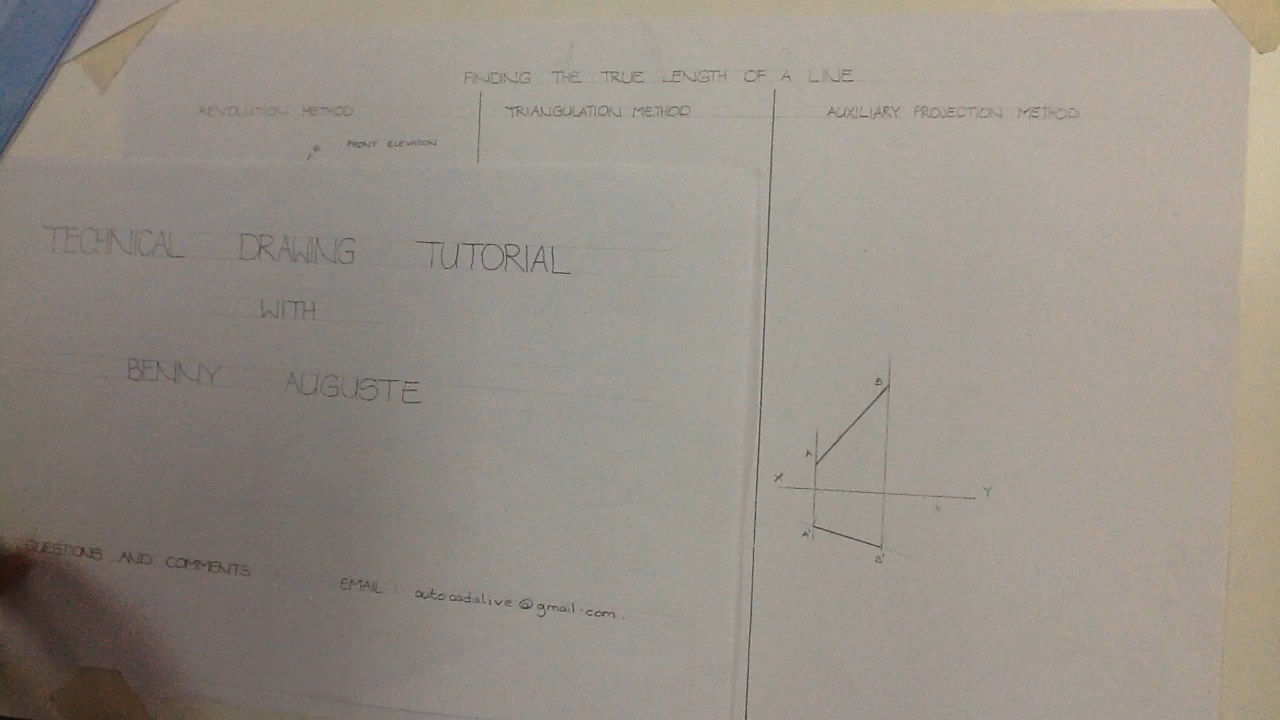 FINDING THE TRUE LENGTH OF A LINE
REVOLUTION METHOD
TRIANGULATION METHOD
AUXILIARY PROJECTION METHOD
FRONT ELEVATION
TECHNICAL DRAWING TUTORIAL
WITH
BENNY AUGUSTE
QUESTIONS AND COMMENTS
EMAIL : autocadalive@gmail.com.
B
A
X
Y
A'
B'